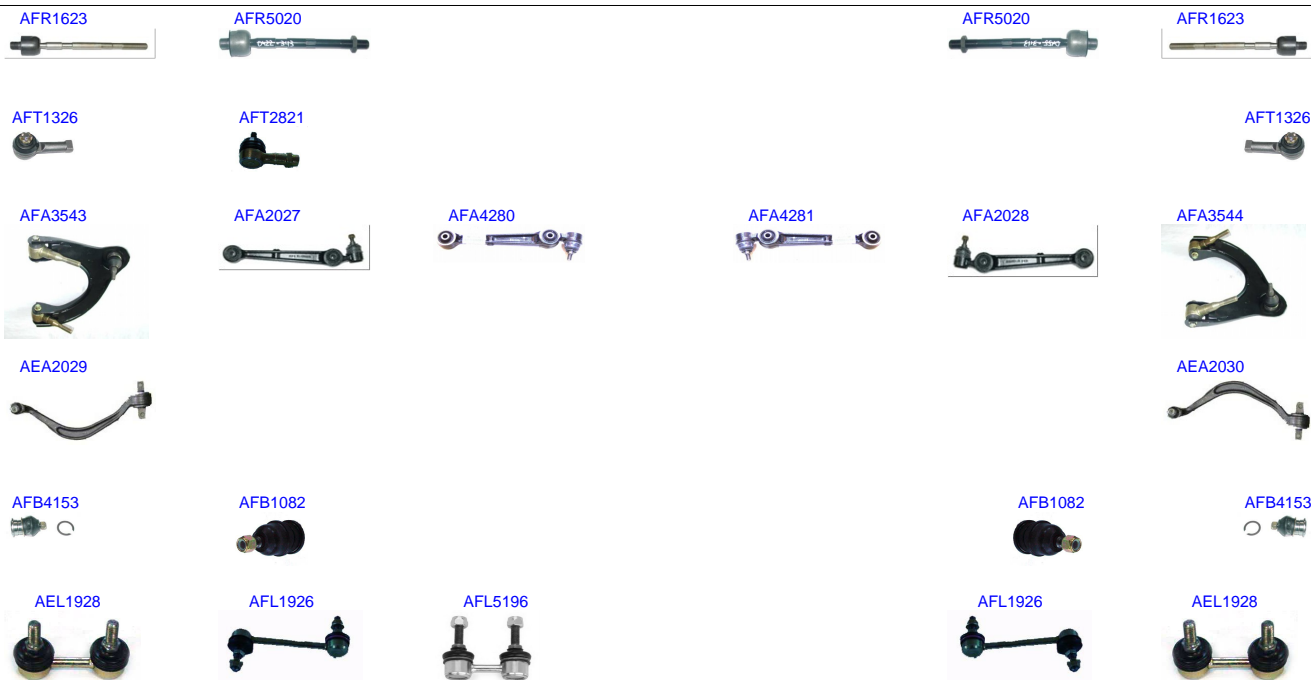 AFR1623 AFR5020 AFR5020 AFR1623
AFT1326 AFT2821 AFT1326
AFA3543 AFA2027 AFA4280 AFA4281 AFA2028 AFA3544
AEA2029 AEA2030
AFB4153 AFB1082 AFB1082 AFB4153
AEL1928 AFL1926 AFL5196 AFL1926 AEL1928